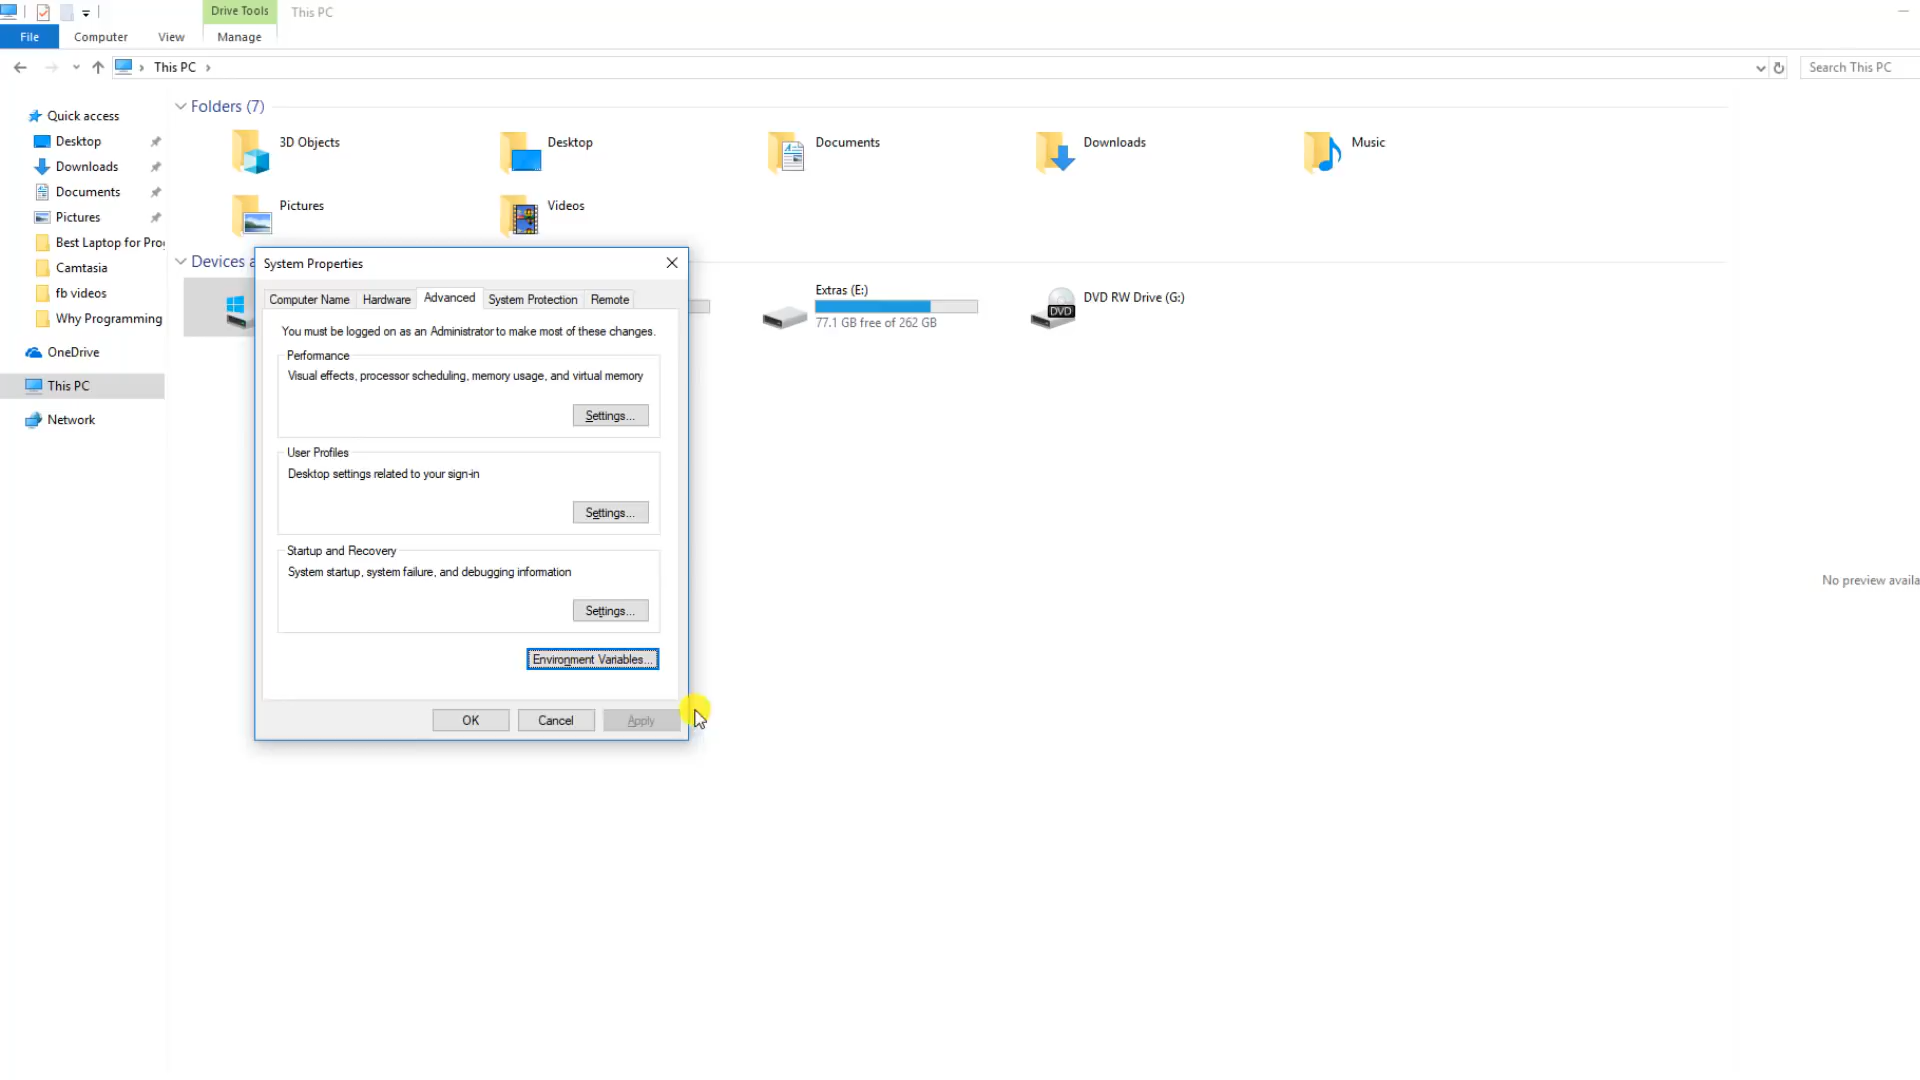 Drive Tools
This PC
File
Computer
View
Manage
This PC
Search This PC
Quick access
Desktop
Downloads
Documents
Pictures
Best Laptop for Pro
Camtasia
fb videos
Why Programming
OneDrive
This PC
Network
Folders (7)
3D Objects
Desktop
Documents
Downloads
Music
Pictures
Videos
Devices a
Extras (E:)
77.1 GB free of 262 GB
DVD
DVD RW Drive (G:)
System Properties
Computer Name
Hardware
Advanced
System Protection
Remote
You must be logged on as an Administrator to make most of these changes.
Performance
Visual effects, processor scheduling, memory usage, and virtual memory
Settings...
User Profiles
Desktop settings related to your sign-in
Settings...
Startup and Recovery
System startup, system failure, and debugging information
Settings...
Environment Variables...
OK
Cancel
Apply
No preview availa